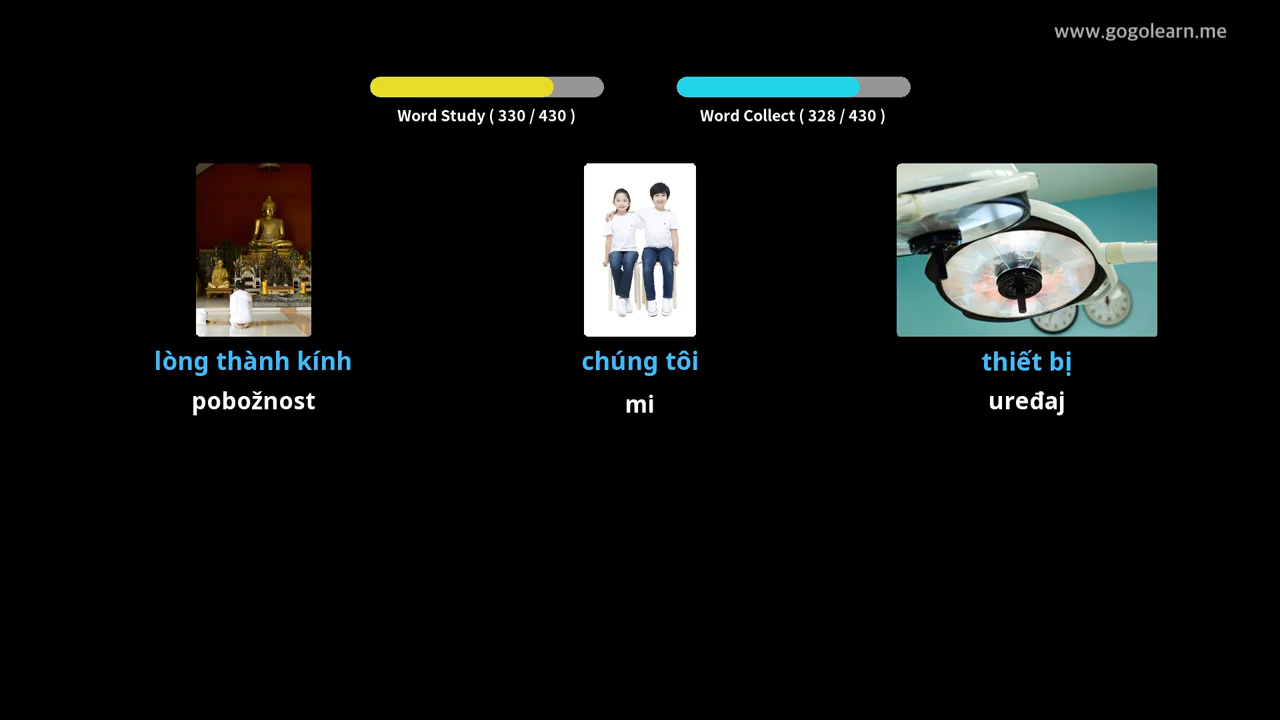 www.gogolearn.me
Word Study ( 330 / 430 )
Word Collect ( 328 / 430 )
lòng thành kính
pobožnost
chúng tôi
mi
thiết bị
uređaj